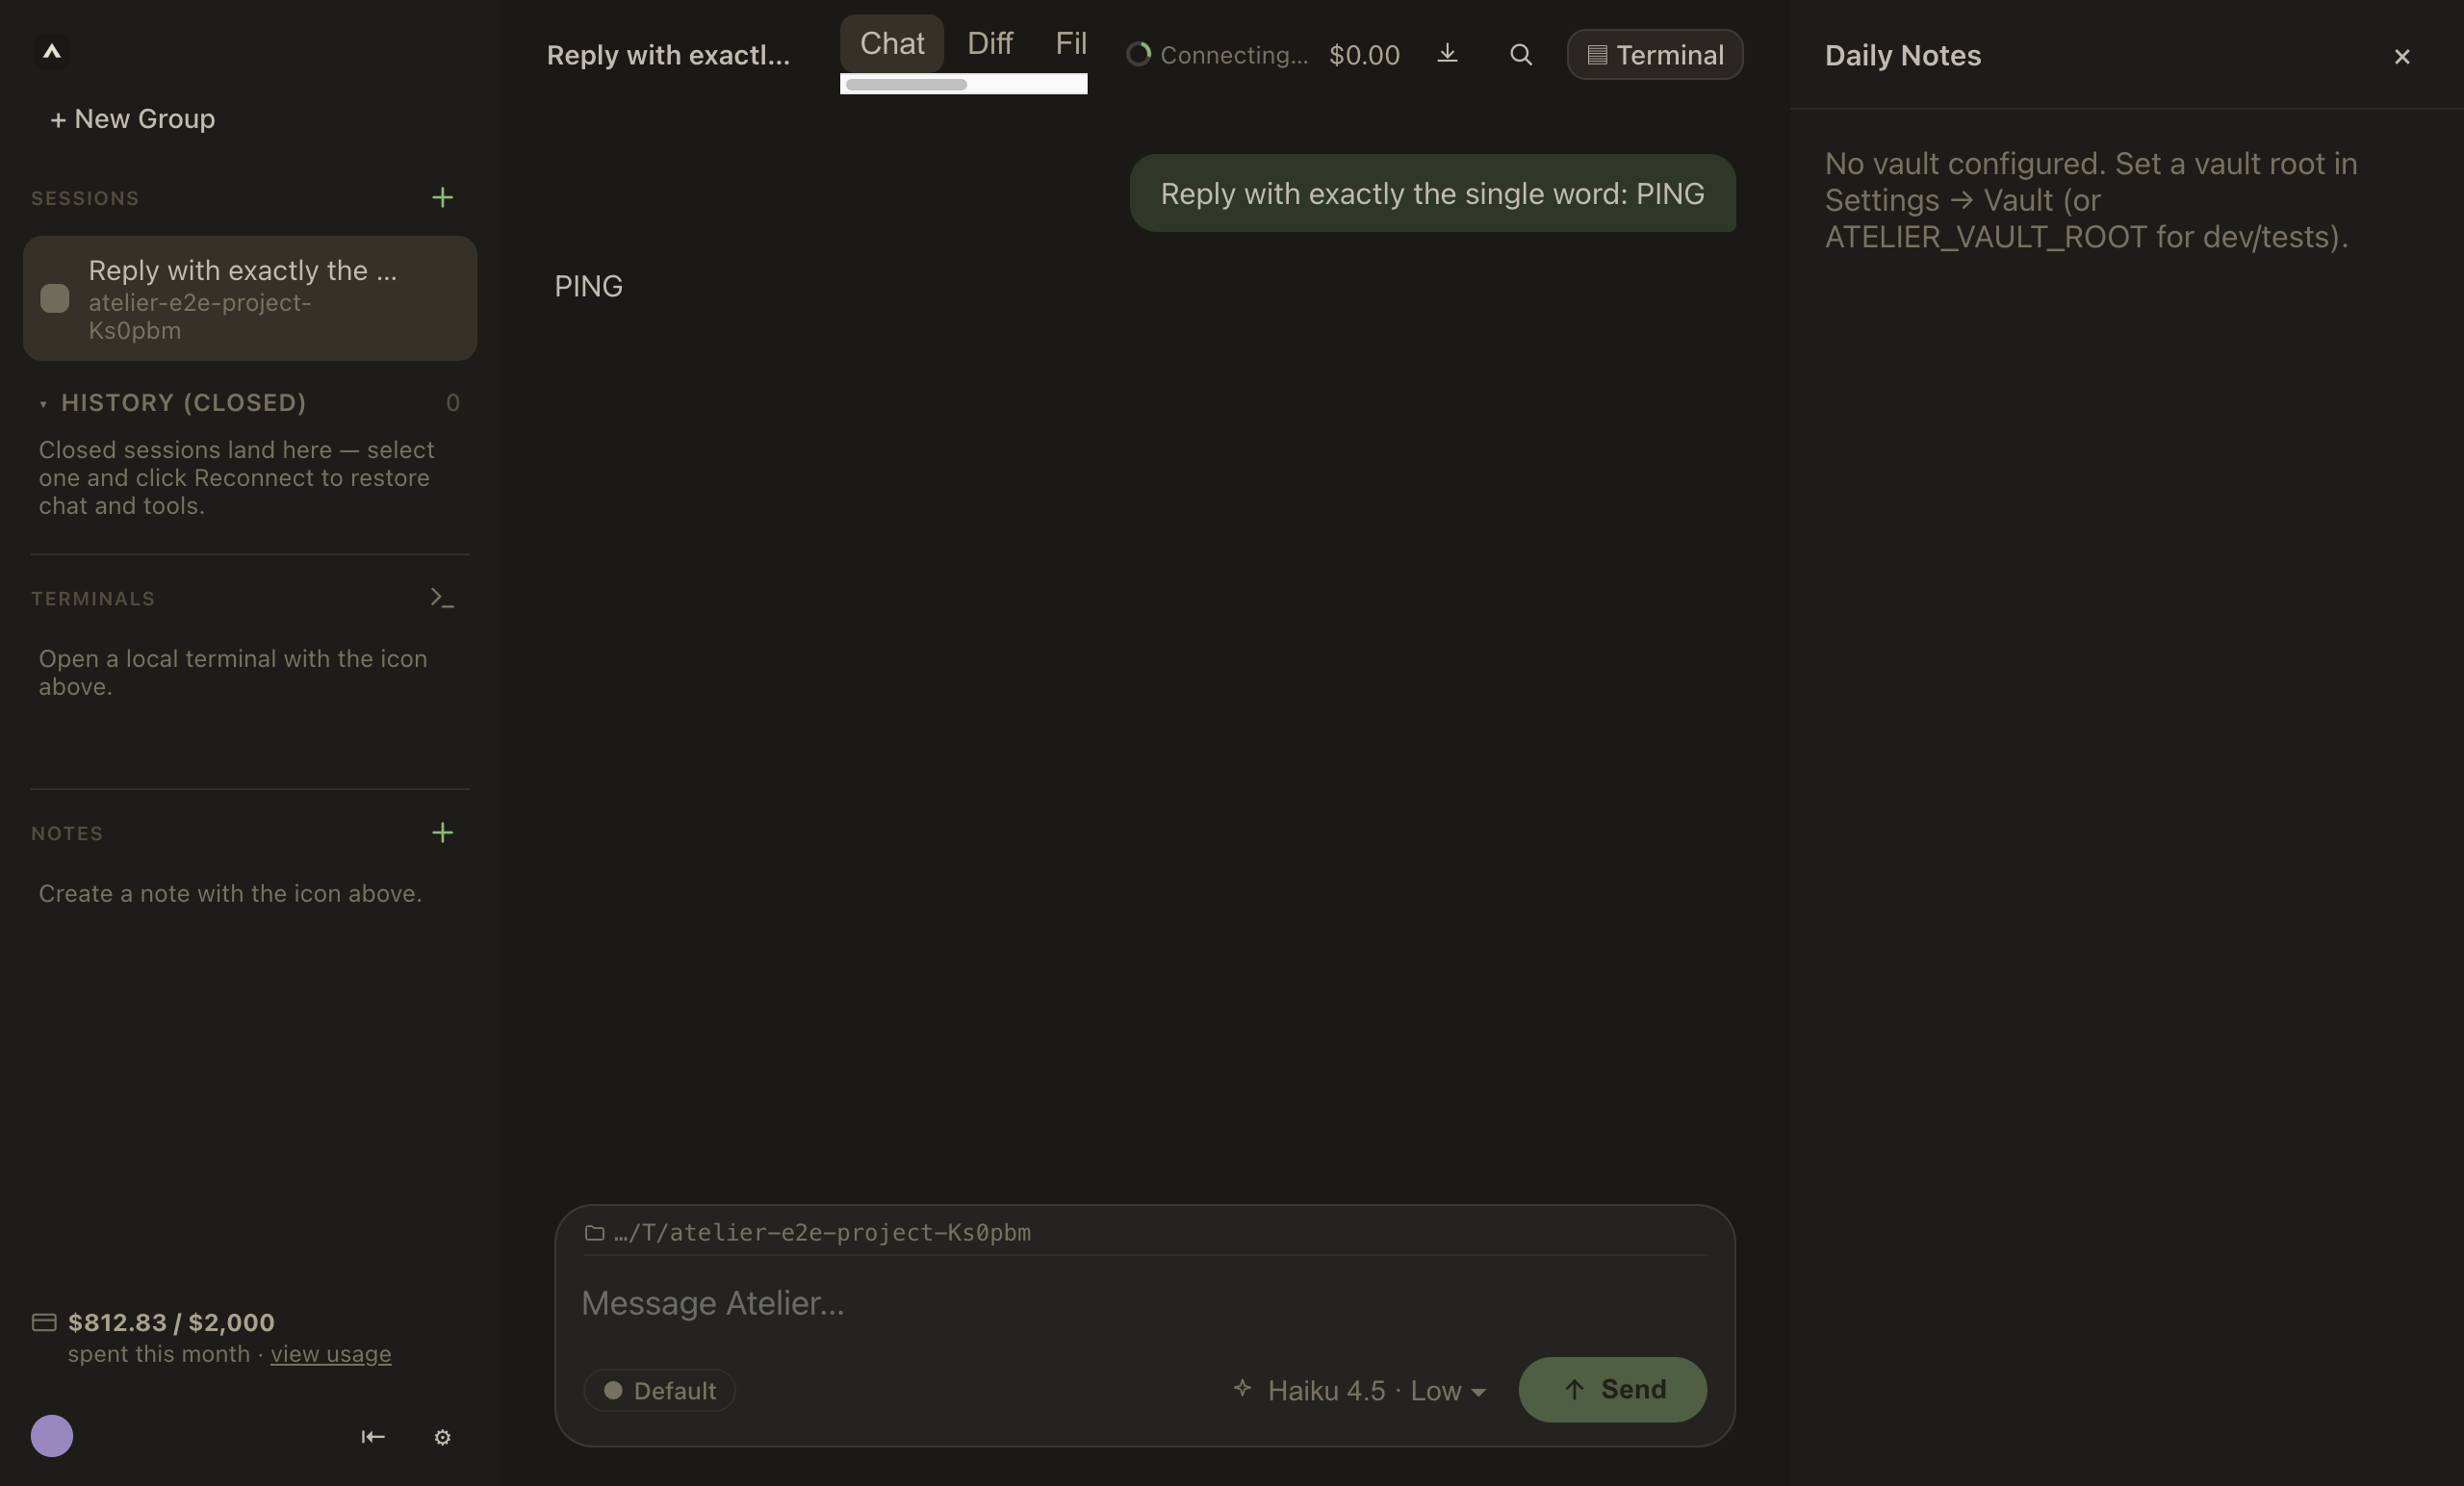 + New Group
SESSIONS
Reply with exactly the ...
atelier-e2e-project-
Ks0pbm
HISTORY (CLOSED) 0
Closed sessions land here — select
one and click Reconnect to restore
chat and tools.
TERMINALS
Open a local terminal with the icon
above.
NOTES
Create a note with the icon above.
$812.83 / $2,000
spent this month · view usage
Reply with exactl... Chat Diff Fil Connecting... $0.00 Terminal
Reply with exactly the single word: PING
PING
…/T/atelier-e2e-project-Ks0pbm
Message Atelier...
Default Haiku 4.5 · Low Send
Daily Notes
No vault configured. Set a vault root in
Settings → Vault (or
ATELIER_VAULT_ROOT for dev/tests).